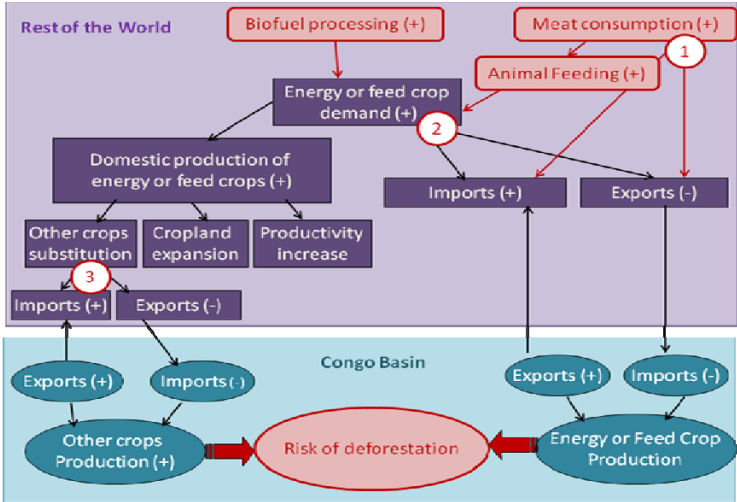 Rest of the World
Biofuel processing (+)
Meat consumption (+)
1
Animal Feeding (+)
Energy or feed crop
demand (+)
2
Domestic production of
energy or feed crops (+)
Imports (+)
Exports (-)
Other crops
substitution
Cropland
expansion
Productivity
increase
3
Imports (+)
Exports (-)
Congo Basin
Exports (+)
Imports (-)
Exports (+)
Imports (-)
Other crops
Production (+)
Risk of deforestation
Energy or Feed Crop
Production